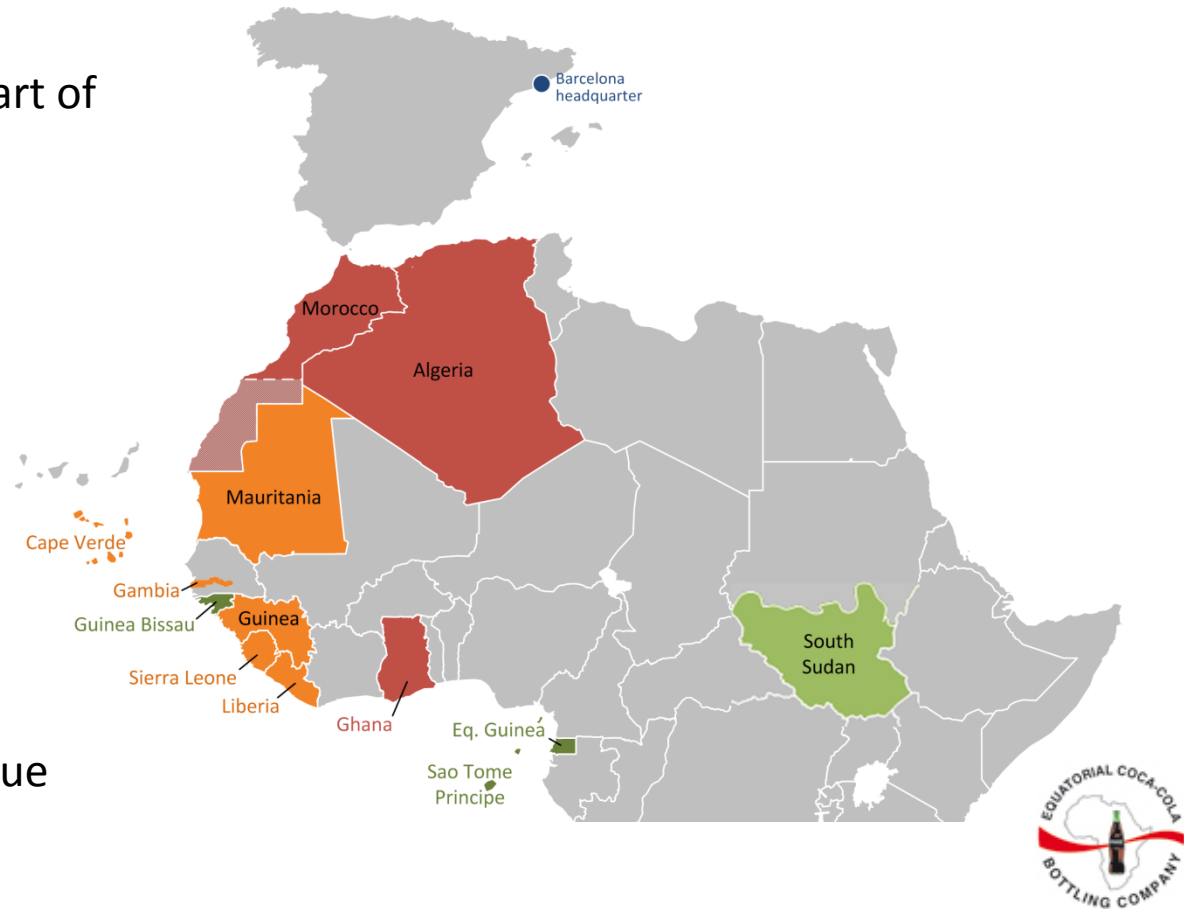 art of
Barcelona
headquarter
Morocco
Algeria
Mauritania
Cape Verde
Gambia
Guinea Bissau
Guinea
Sierra Leone
Liberia
Ghana
South
Sudan
Eq. Guineá
Sao Tome
Principe
ue
EQUATORIAL COCA-COLA
BOTTLING COMPANY